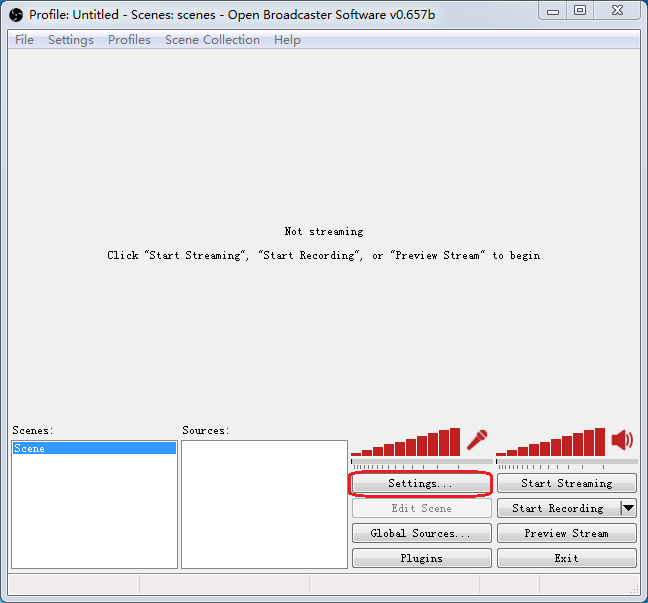 Profile: Untitled - Scenes: scenes - Open Broadcaster Software v0.657b
File Settings Profiles Scene Collection Help
Not streaming
Click "Start Streaming", "Start Recording", or "Preview Stream" to begin
Scenes: Sources:
Scene
Settings... Start Streaming
Edit Scene Start Recording
Global Sources... Preview Stream
Plugins Exit